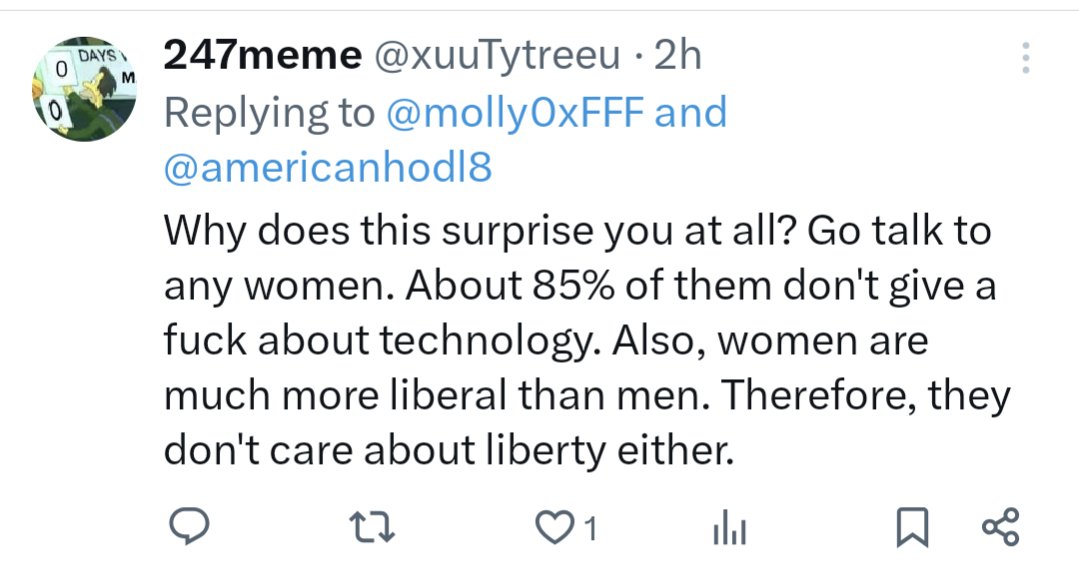 DAYS
0
M
0
247meme @xuuTytreeu · 2h
Replying to @molly0xFFF and
@americanhodl8
Why does this surprise you at all? Go talk to
any women. About 85% of them don't give a
fuck about technology. Also, women are
much more liberal than men. Therefore, they
don't care about liberty either.
1